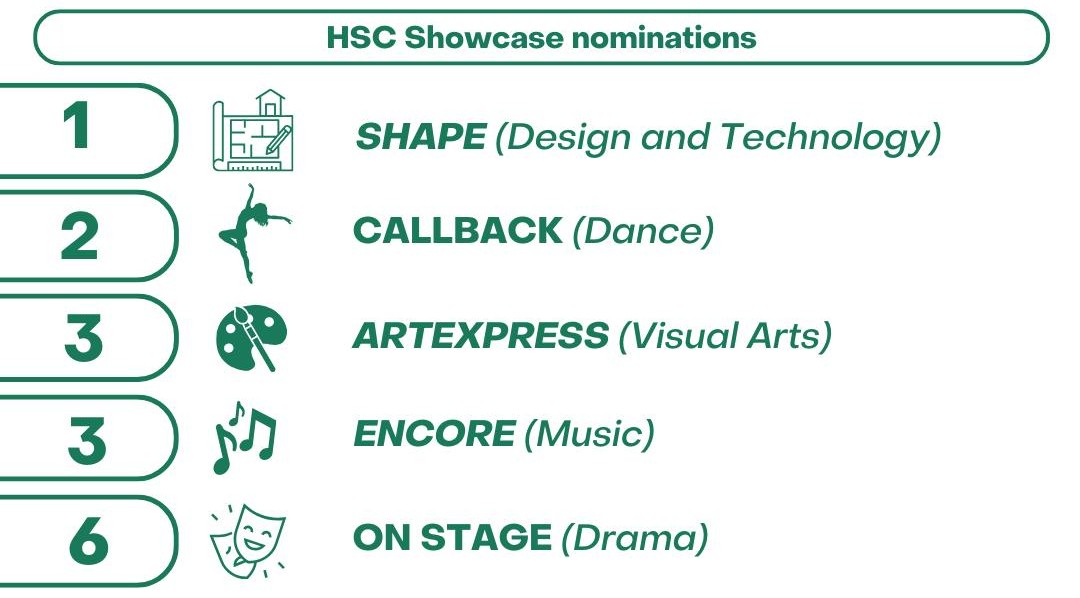 HSC Showcase nominations
1 SHAPE (Design and Technology)
2 CALLBACK (Dance)
3 ARTEXPRESS (Visual Arts)
3 ENCORE (Music)
6 ON STAGE (Drama)